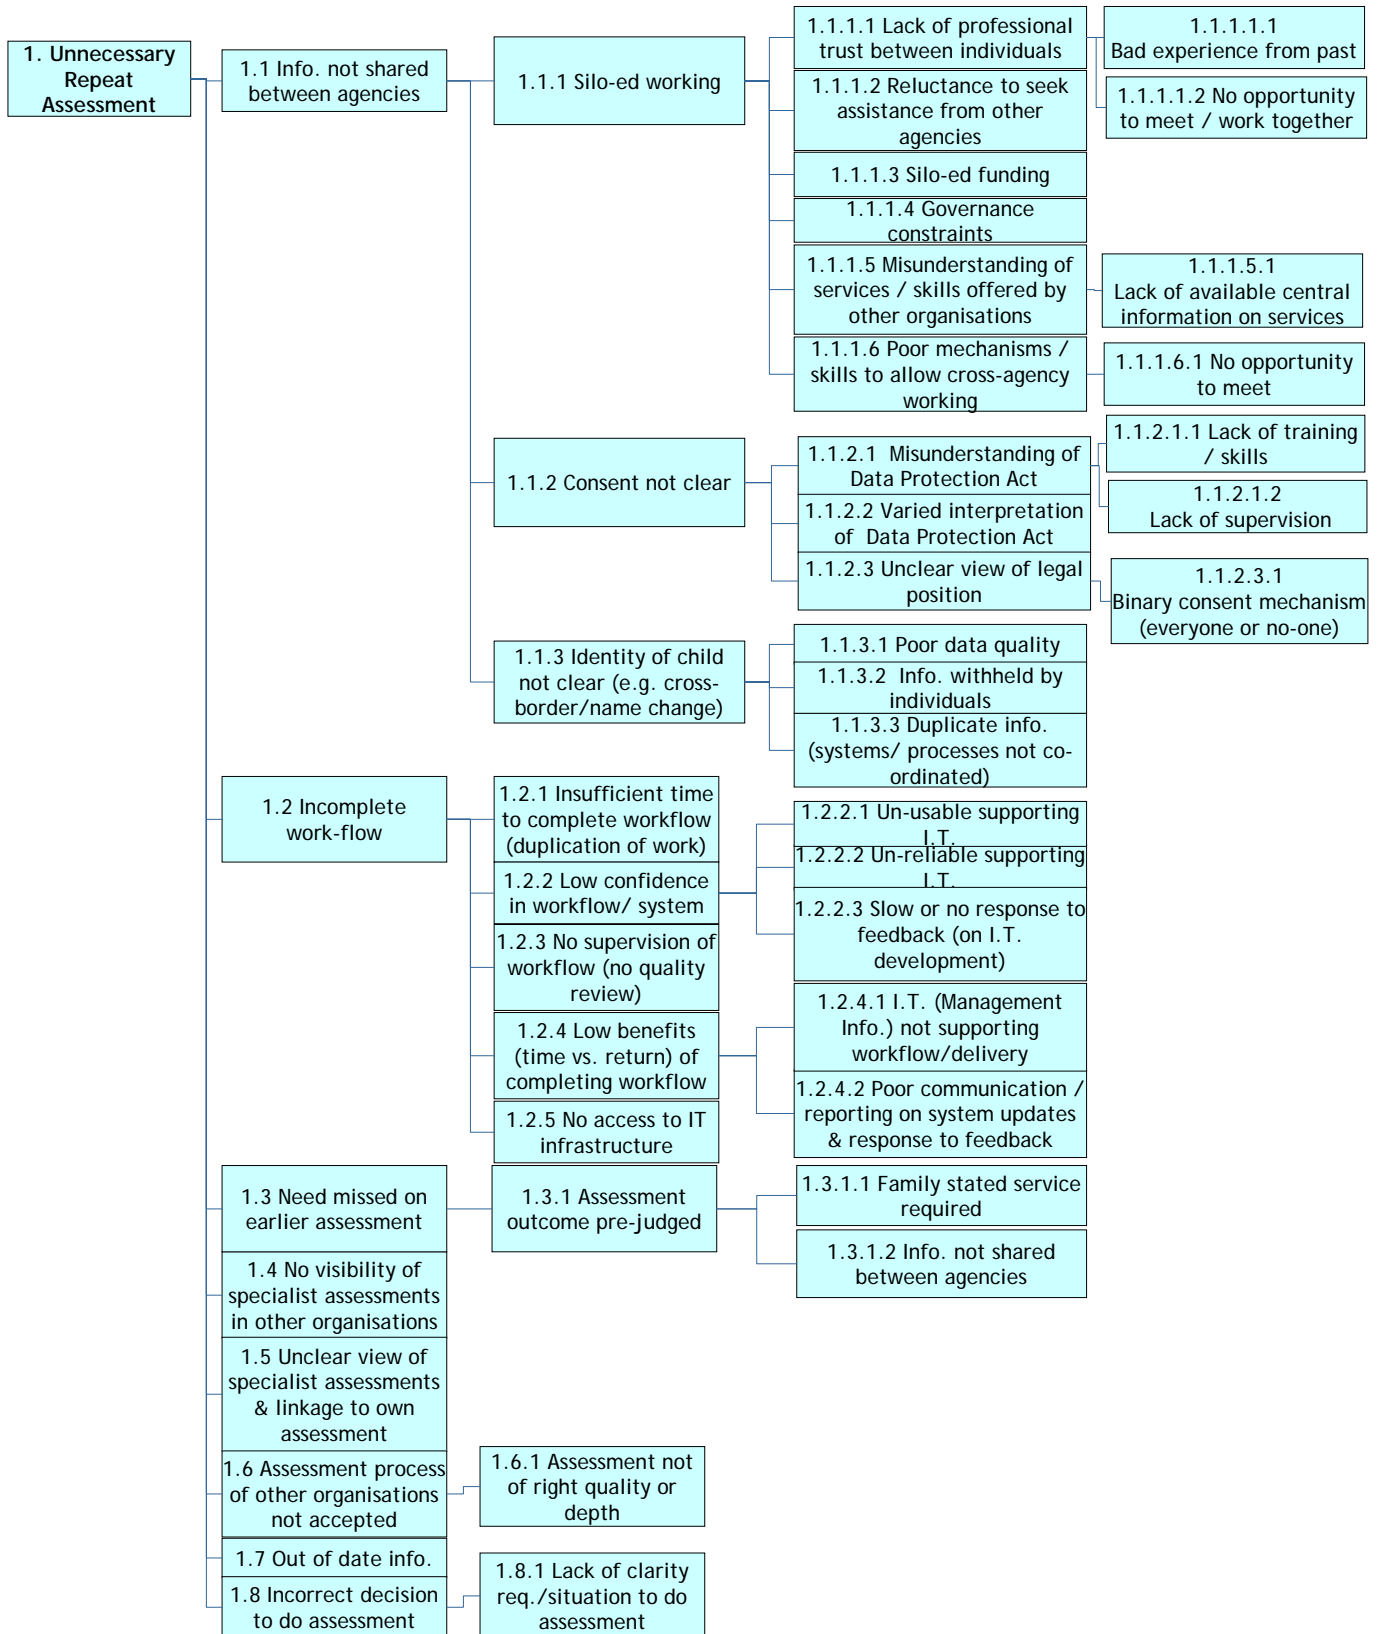 1. Unnecessary
Repeat
Assessment
1.1 Info. not shared
between agencies
1.1.1 Silo-ed working
1.1.1.1 Lack of professional
trust between individuals
1.1.1.1.1
Bad experience from past
1.1.1.1.2 No opportunity
to meet / work together
1.1.1.2 Reluctance to seek
assistance from other
agencies
1.1.1.3 Silo-ed funding
1.1.1.4 Governance
constraints
1.1.1.5 Misunderstanding of
services / skills offered by
other organisations
1.1.1.5.1
Lack of available central
information on services
1.1.1.6 Poor mechanisms /
skills to allow cross-agency
working
1.1.1.6.1 No opportunity
to meet
1.1.2 Consent not clear
1.1.2.1 Misunderstanding of
Data Protection Act
1.1.2.1.1 Lack of training
/ skills
1.1.2.1.2
Lack of supervision
1.1.2.2 Varied interpretation
of Data Protection Act
1.1.2.3 Unclear view of legal
position
1.1.2.3.1
Binary consent mechanism
(everyone or no-one)
1.1.3 Identity of child
not clear (e.g. cross-
border/name change)
1.1.3.1 Poor data quality
1.1.3.2 Info. withheld by
individuals
1.1.3.3 Duplicate info.
(systems/ processes not co-
ordinated)
1.2 Incomplete
work-flow
1.2.1 Insufficient time
to complete workflow
(duplication of work)
1.2.2 Low confidence
in workflow/ system
1.2.2.1 Un-usable supporting
I.T.
1.2.2.2 Un-reliable supporting
I.T.
1.2.2.3 Slow or no response to
feedback (on I.T.
development)
1.2.3 No supervision of
workflow (no quality
review)
1.2.4 Low benefits
(time vs. return) of
completing workflow
1.2.4.1 I.T. (Management
Info.) not supporting
workflow/delivery
1.2.4.2 Poor communication /
reporting on system updates
& response to feedback
1.2.5 No access to IT
infrastructure
1.3 Need missed on
earlier assessment
1.3.1 Assessment
outcome pre-judged
1.3.1.1 Family stated service
required
1.3.1.2 Info. not shared
between agencies
1.4 No visibility of
specialist assessments
in other organisations
1.5 Unclear view of
specialist assessments
& linkage to own
assessment
1.6 Assessment process
of other organisations
not accepted
1.6.1 Assessment not
of right quality or
depth
1.7 Out of date info.
1.8 Incorrect decision
to do assessment
1.8.1 Lack of clarity
req./situation to do
assessment